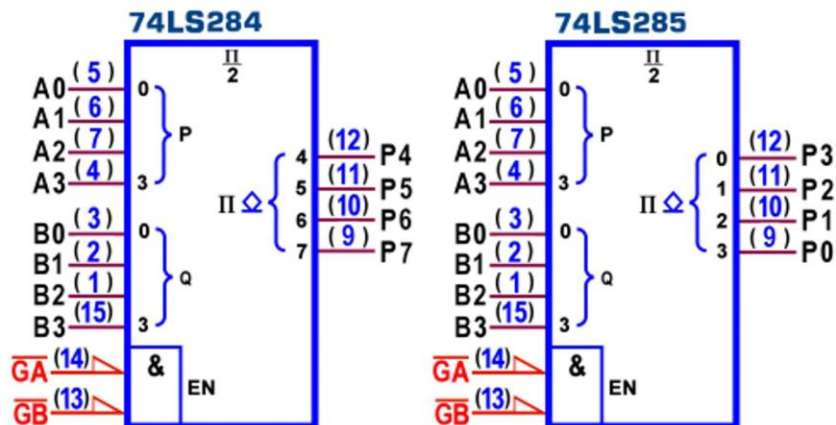 74LS284
Π
2
A0 (5) 0
A1 (6)
P
A2 (7)
A3 (4) 3
Π
4 (12) P4
5 (11) P5
6 (10) P6
7 (9) P7
B0 (3) 0
B1 (2)
Q
B2 (1)
B3 (15) 3
GA (14) &
EN
GB (13)
74LS285
Π
2
A0 (5) 0
A1 (6)
P
A2 (7)
A3 (4) 3
Π
0 (12) P3
1 (11) P2
2 (10) P1
3 (9) P0
B0 (3) 0
B1 (2)
Q
B2 (1)
B3 (15) 3
GA (14) &
EN
GB (13)